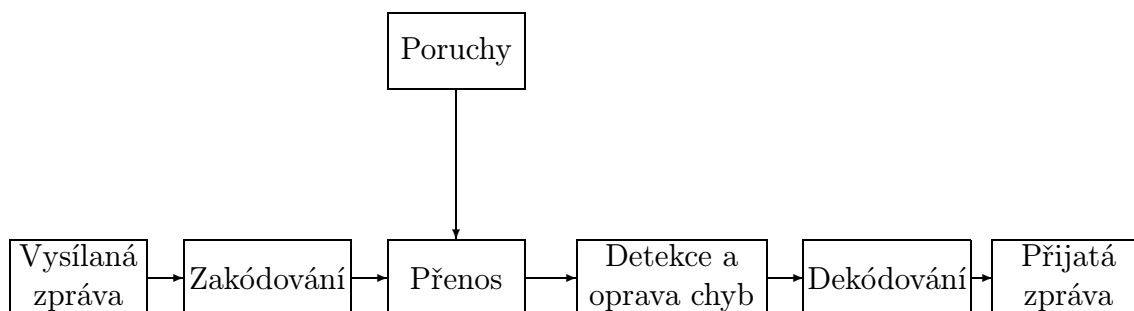 Poruchy
Vysílaná
zpráva
Zakódování
Přenos
Detekce a
oprava chyb
Dekódování
Přijatá
zpráva